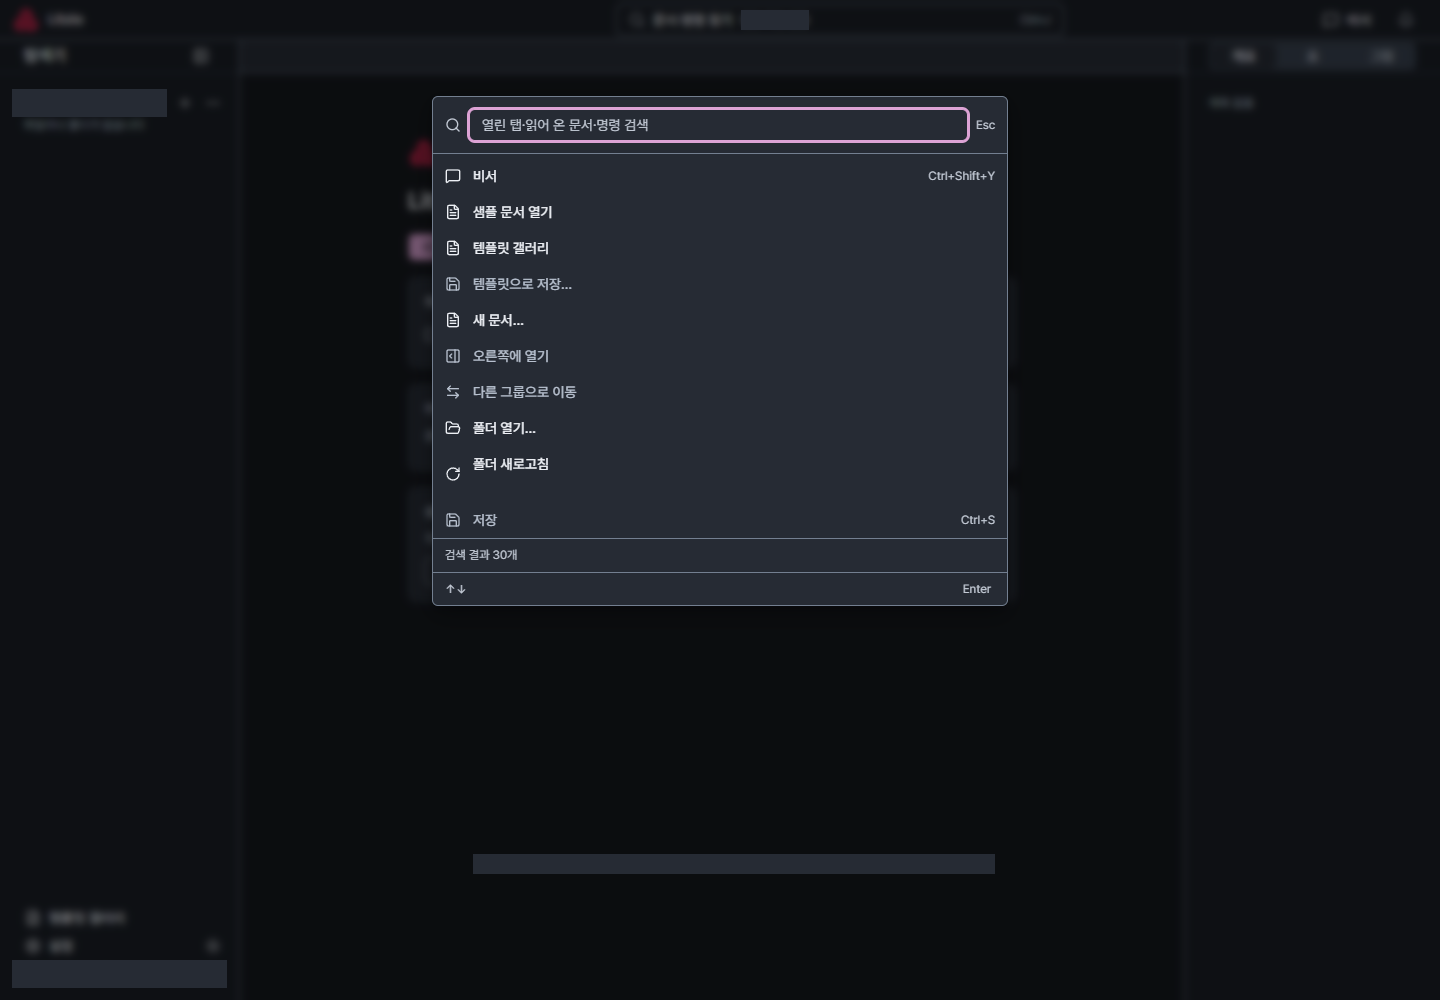 열린 탭·읽어 온 문서·명령 검색
Esc
비서
Ctrl+Shift+Y
샘플 문서 열기
템플릿 갤러리
템플릿으로 저장...
새 문서...
오른쪽에 열기
다른 그룹으로 이동
폴더 열기...
폴더 새로고침
저장
Ctrl+S
검색 결과 30개
↑↓
Enter